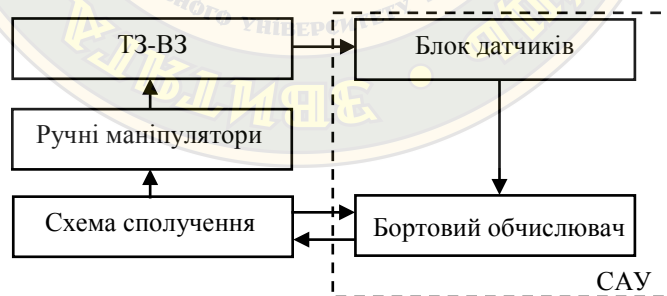 ТЗ-ВЗ
Блок датчиків
Ручні маніпулятори
Схема сполучення
Бортовий обчислювач
САУ